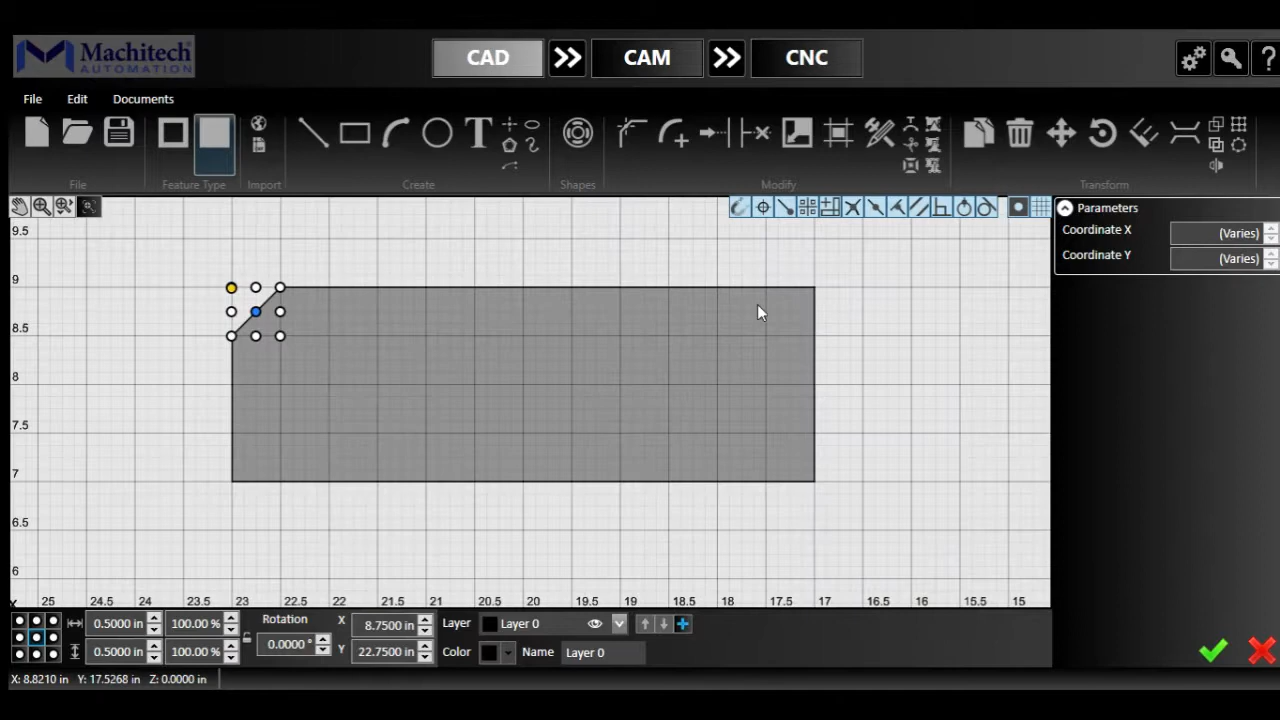 Machitech
AUTOMATION
CAD
CAM
CNC
File
Edit
Documents
File
Feature Type
Import
Create
Shapes
Modify
Transform
9.5
9
8.5
8
7.5
7
6.5
6
X
25
24.5
24
23.5
23
22.5
22
21.5
21
20.5
20
19.5
19
18.5
18
17.5
17
16.5
16
15.5
15
Parameters
Coordinate X
(Varies)
Coordinate Y
(Varies)
0.5000 in
100.00 %
0.5000 in
100.00 %
Rotation
0.0000 °
X
8.7500 in
Y
22.7500 in
Layer
Layer 0
Color
Name
Layer 0
X: 8.8210 in Y: 17.5268 in Z: 0.0000 in